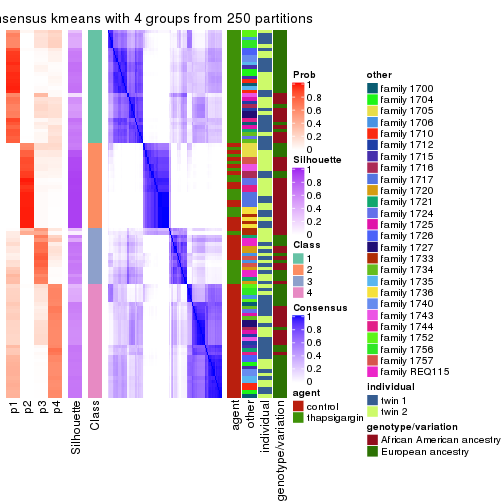 sensus kmeans with 4 groups from 250 partitions
p1
p2
p3
p4
Silhouette
Class
agent
other
individual
genotype/variation
Prob
1
0.8
0.6
0.4
0.2
0
Silhouette
1
0.8
0.6
0.4
0.2
0
Class
1
2
3
4
Consensus
1
0.8
0.6
0.4
0.2
0
agent
control
thapsigargin
other
family 1700
family 1704
family 1705
family 1706
family 1710
family 1712
family 1715
family 1716
family 1717
family 1720
family 1721
family 1724
family 1725
family 1726
family 1727
family 1733
family 1734
family 1735
family 1736
family 1740
family 1743
family 1744
family 1752
family 1756
family 1757
family REQ115
individual
twin 1
twin 2
genotype/variation
African American ancestry
European ancestry